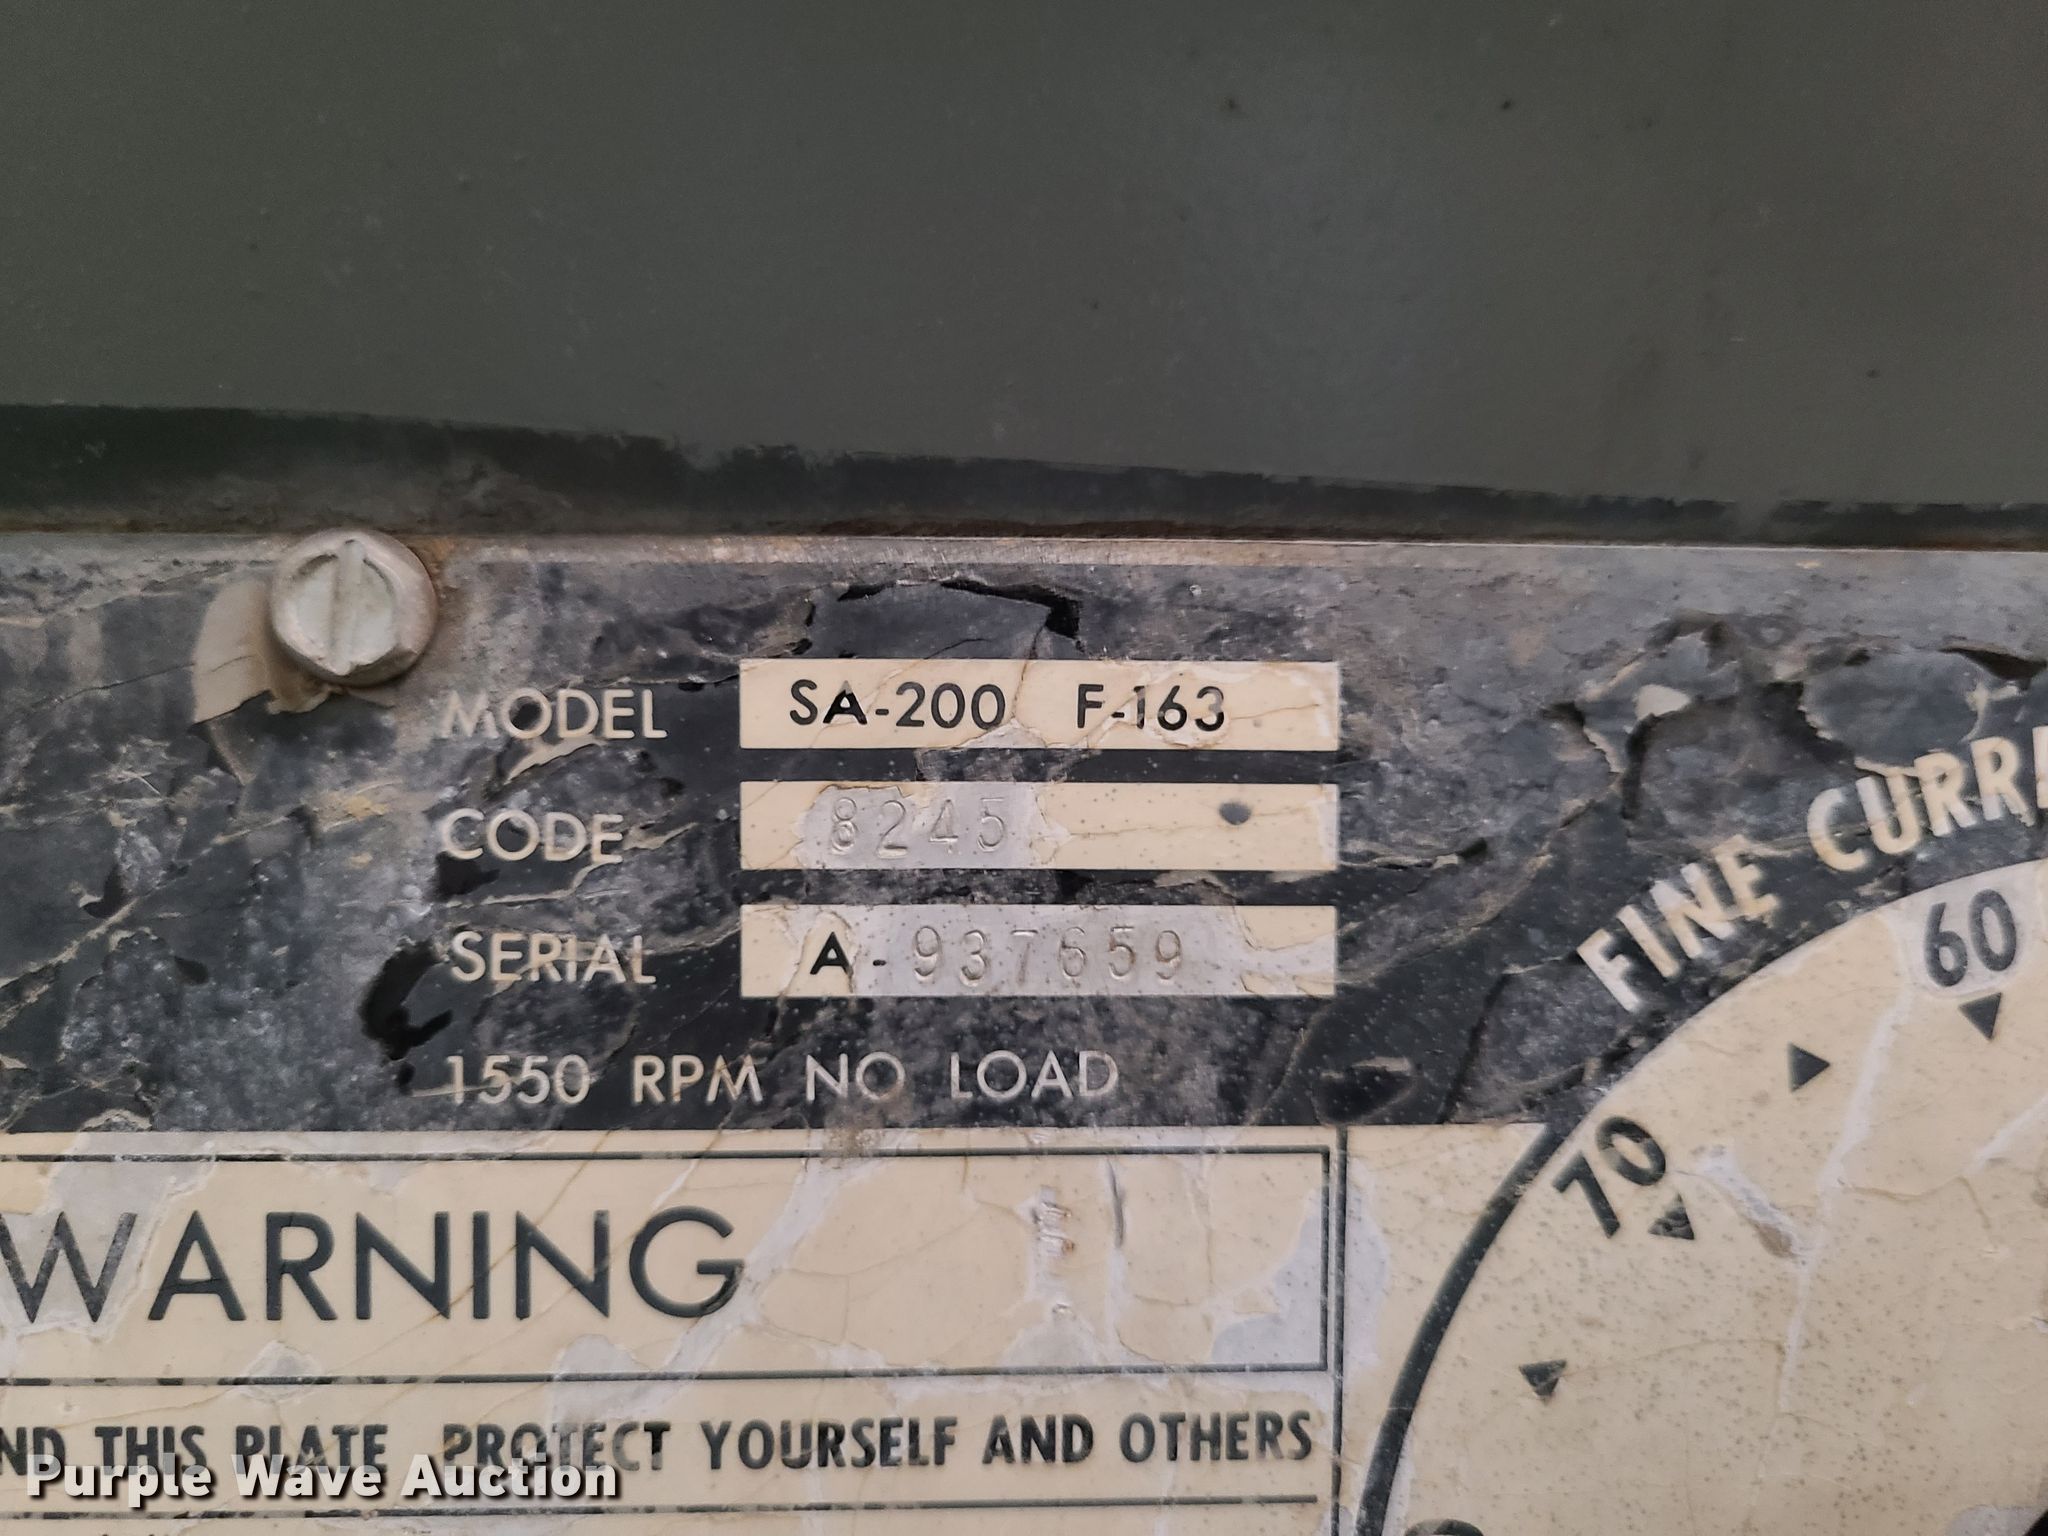 MODEL SA-200 F-163
CODE 8245
SERIAL A-937659
1550 RPM NO LOAD
FINE CURR
60
70
WARNING
ND THIS PLATE PROTECT YOURSELF AND OTHERS
Purple Wave Auction